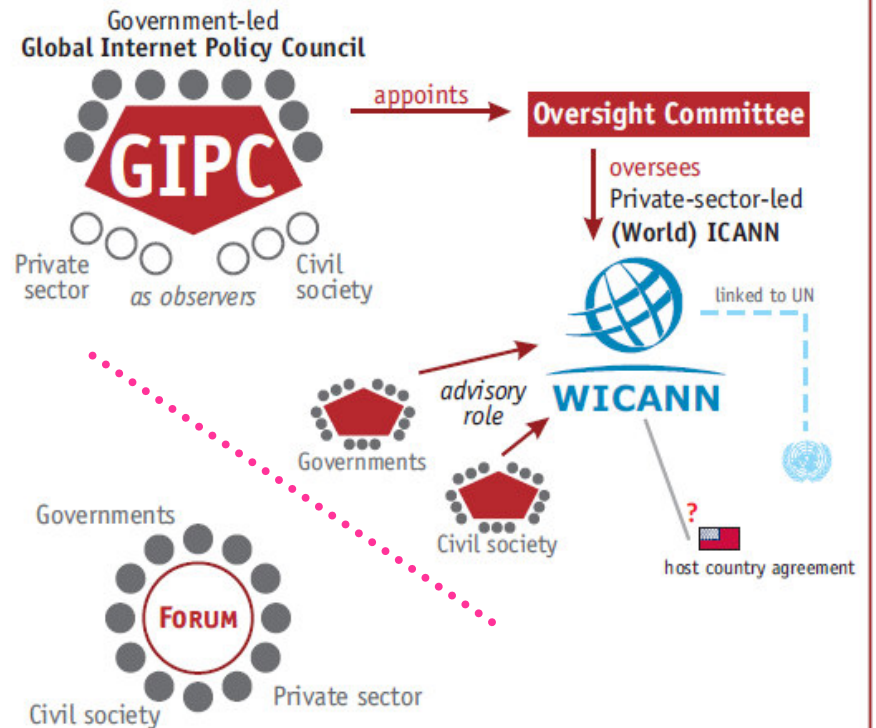 Government-led
Global Internet Policy Council
GIPC
appoints
Oversight Committee
oversees
Private-sector-led
(World) ICANN
Private
sector
as observers
Civil
society
linked to UN
WICANN
advisory
role
Governments
Civil society
?
host country agreement
Governments
FORUM
Private sector
Civil society